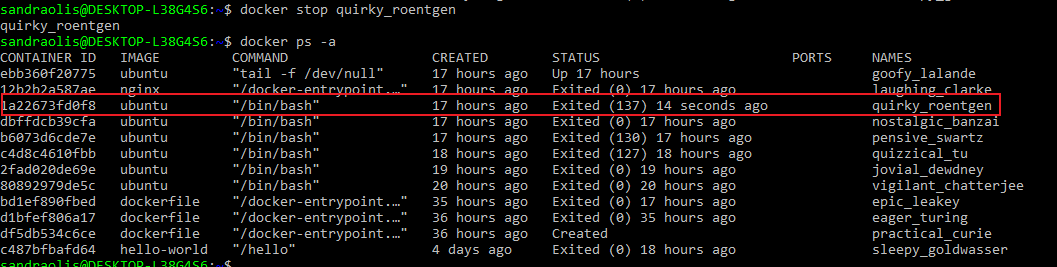 sandraolis@DESKTOP-L38G4S6:~$ docker stop quirky_roentgen
quirky_roentgen
sandraolis@DESKTOP-L38G4S6:~$ docker ps -a
CONTAINER ID IMAGE COMMAND CREATED STATUS PORTS NAMES
ebb360f20775 ubuntu "tail -f /dev/null" 17 hours ago Up 17 hours goofy_lalande
12b2b2a587ae nginx "/docker-entrypoint.…" 17 hours ago Exited (0) 17 hours ago laughing_clarke
1a22673fd0f8 ubuntu "/bin/bash" 17 hours ago Exited (137) 14 seconds ago quirky_roentgen
dbffdcb39cfa ubuntu "/bin/bash" 17 hours ago Exited (0) 17 hours ago nostalgic_banzai
b6073d6cde7e ubuntu "/bin/bash" 17 hours ago Exited (130) 17 hours ago pensive_swartz
c4d8c4610fbb ubuntu "/bin/bash" 18 hours ago Exited (127) 18 hours ago quizzical_tu
2fad020de69e ubuntu "/bin/bash" 19 hours ago Exited (0) 19 hours ago jovial_dewdney
80892979de5c ubuntu "/bin/bash" 20 hours ago Exited (0) 20 hours ago vigilant_chatterjee
bd1ef890fbed dockerfile "/docker-entrypoint.…" 35 hours ago Exited (0) 17 hours ago epic_leakey
d1bfef806a17 dockerfile "/docker-entrypoint.…" 36 hours ago Exited (0) 35 hours ago eager_turing
df5db534c6ce dockerfile "/docker-entrypoint.…" 36 hours ago Created practical_curie
c487bfbafd64 hello-world "/hello" 4 days ago Exited (0) 18 hours ago sleepy_goldwasser
sandraolis@DESKTOP-L38G4S6:~$